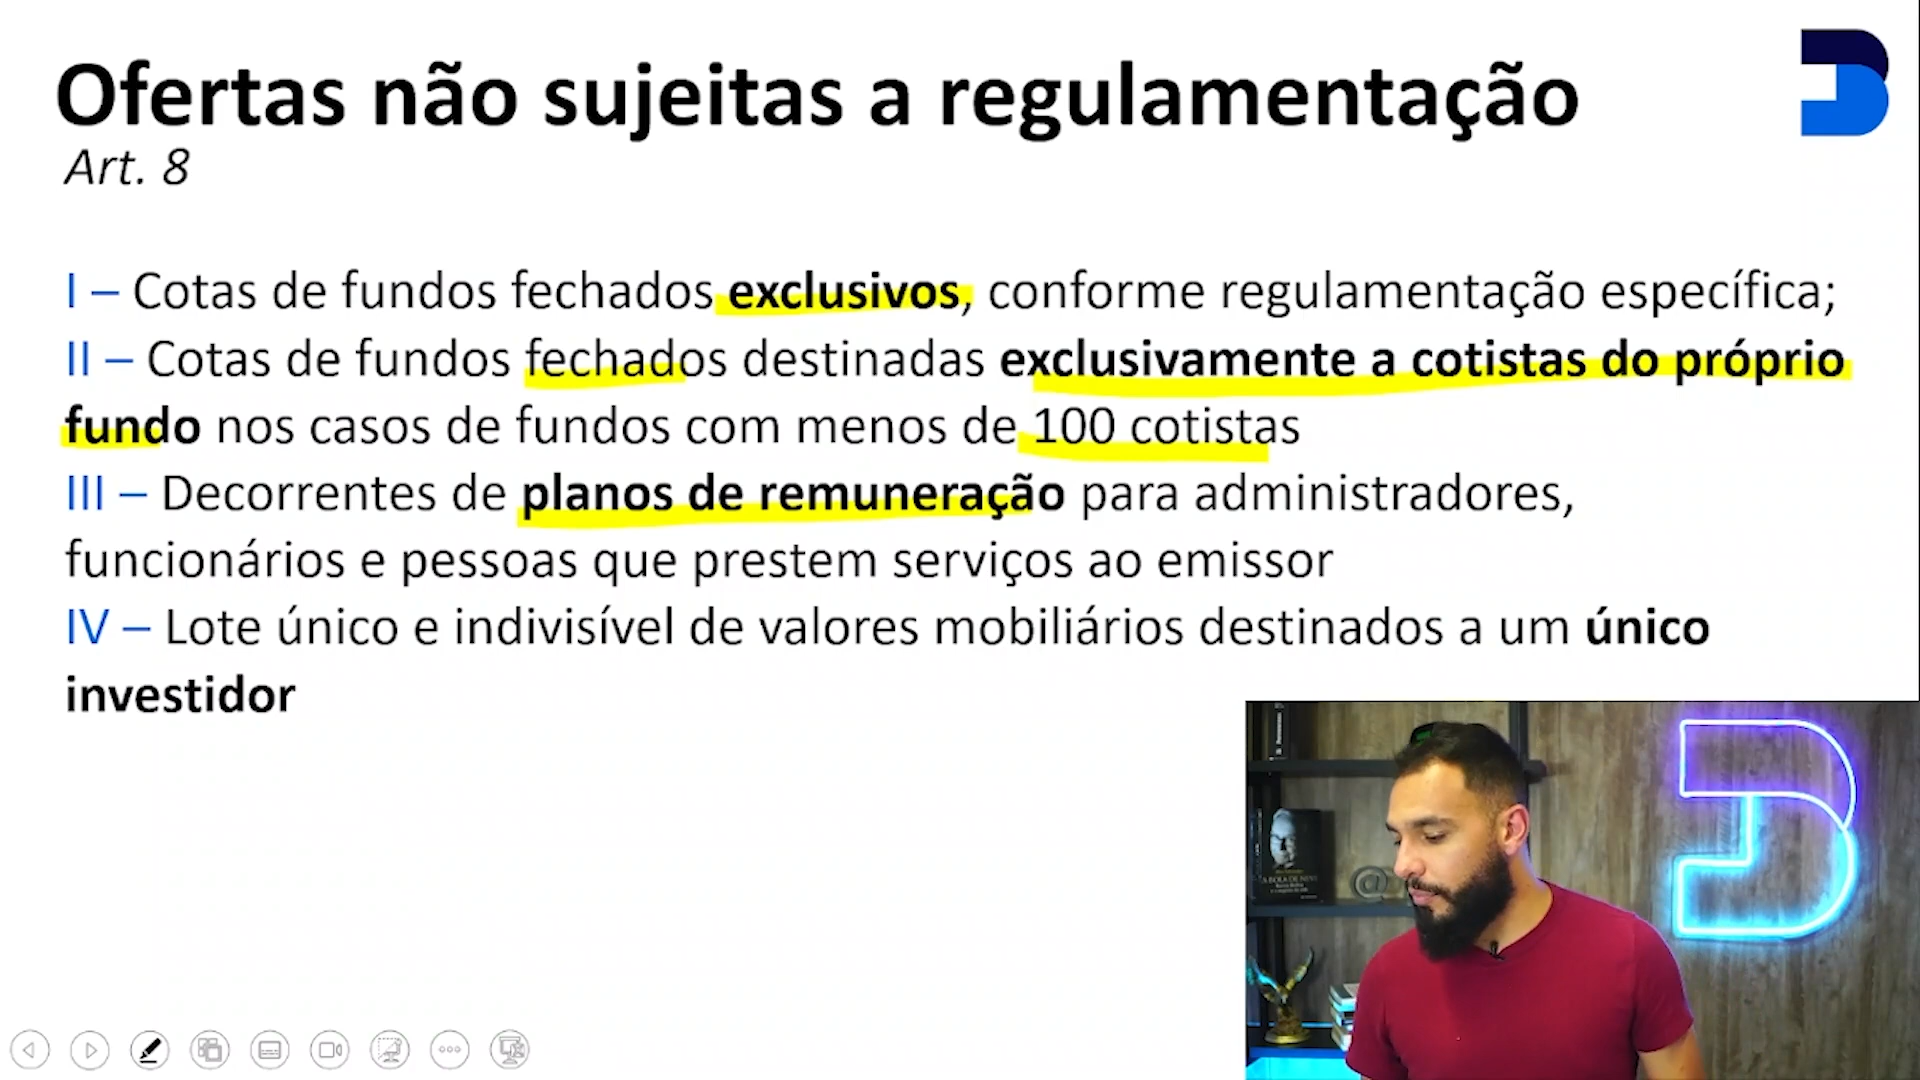 Ofertas não sujeitas a regulamentação
Art. 8
I – Cotas de fundos fechados exclusivos, conforme regulamentação específica;
II – Cotas de fundos fechados destinadas exclusivamente a cotistas do próprio
fundo nos casos de fundos com menos de 100 cotistas
III – Decorrentes de planos de remuneração para administradores,
funcionários e pessoas que prestem serviços ao emissor
IV – Lote único e indivisível de valores mobiliários destinados a um único
investidor
A BOLA DE NEVE